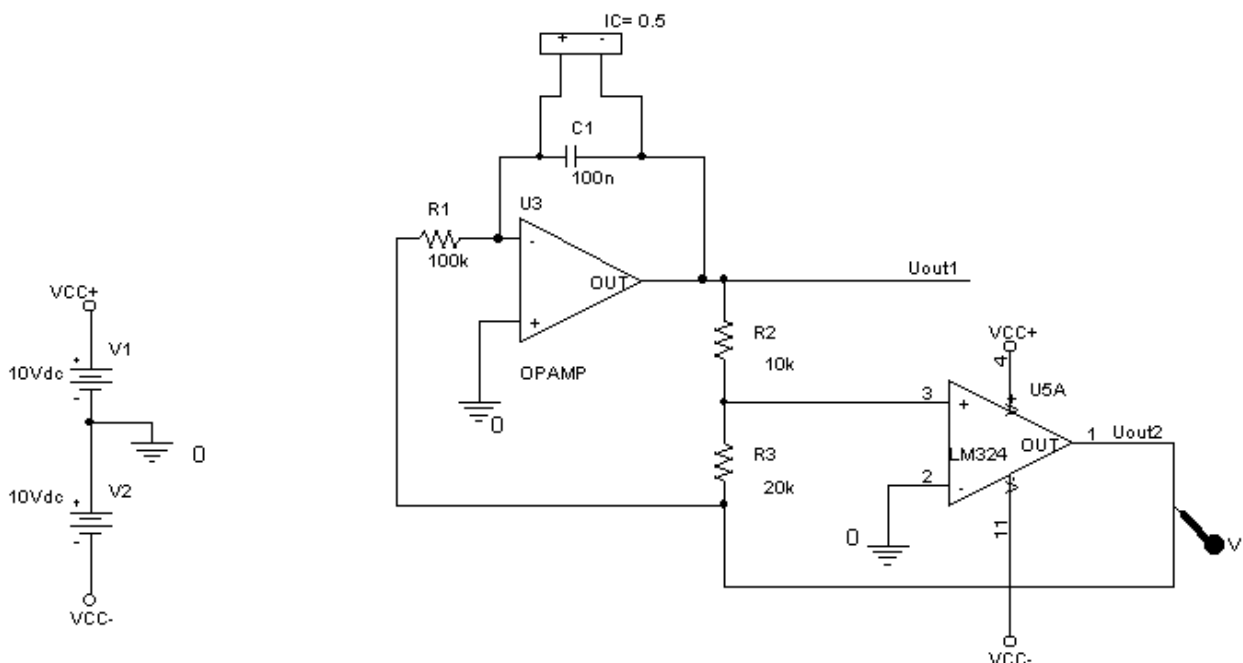 IC= 0.5
+ -
C1
100n
U3
R1
100k
-
OUT
+
OPAMP
0
Uout1
VCC+
+
V1
10Vdc
-
0
10Vdc
+
V2
-
VCC-
R2
10k
R3
20k
VCC+
4
U5A
+
3
+
LM324
OUT
1
Uout2
2
-
0
11
V
VCC-